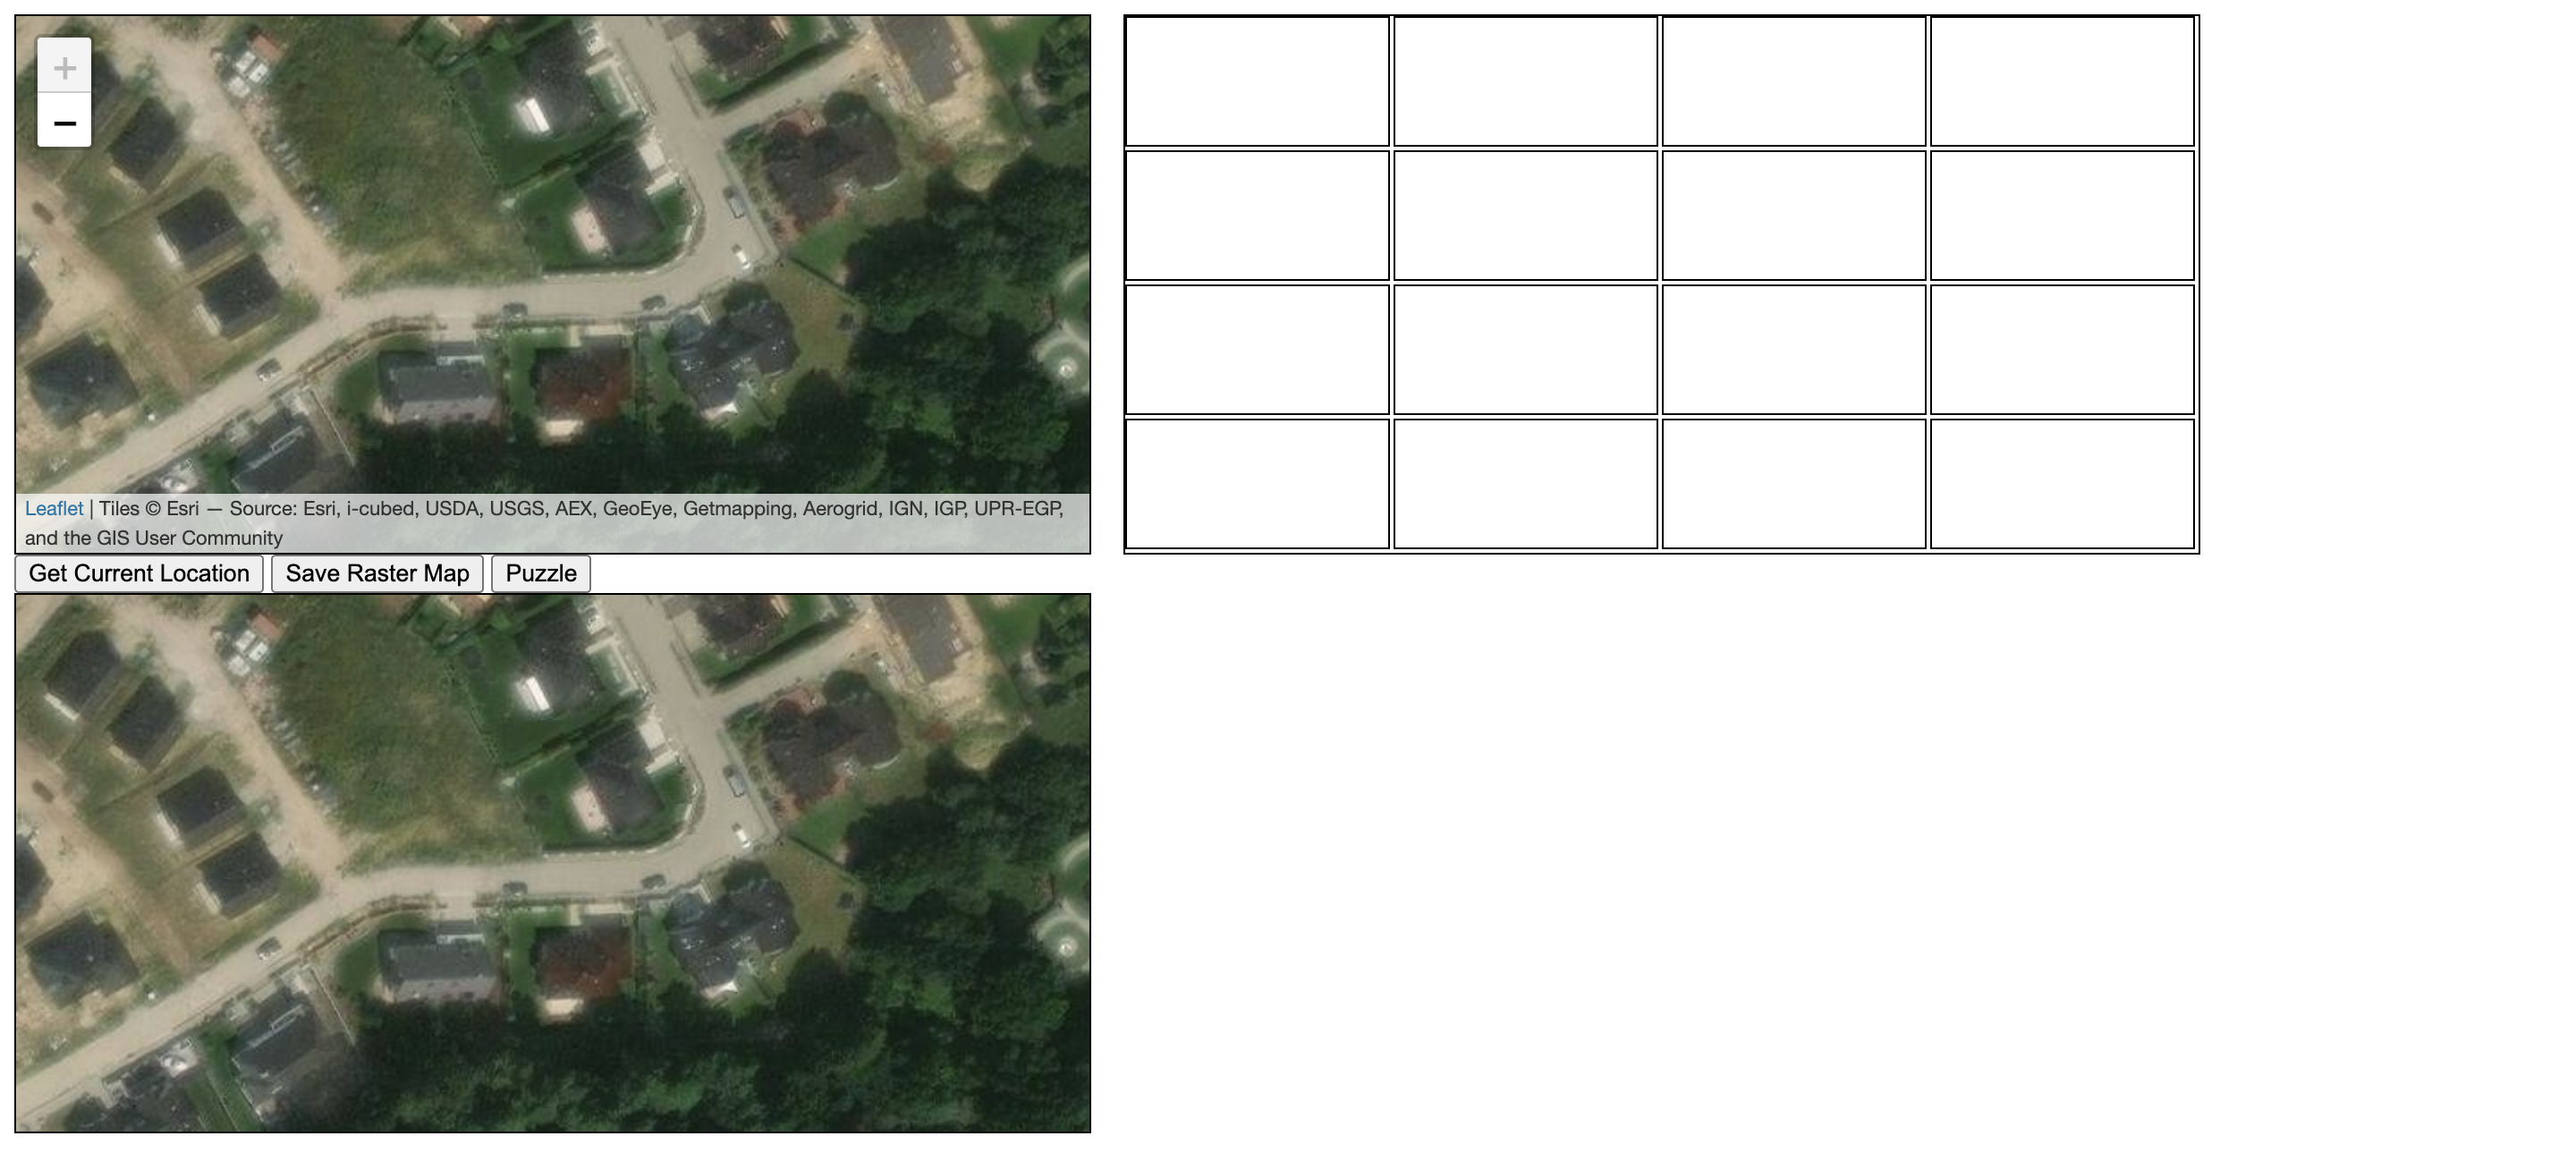 +
−
Leaflet | Tiles © Esri — Source: Esri, i-cubed, USDA, USGS, AEX, GeoEye, Getmapping, Aerogrid, IGN, IGP, UPR-EGP,
and the GIS User Community
Get Current Location Save Raster Map Puzzle